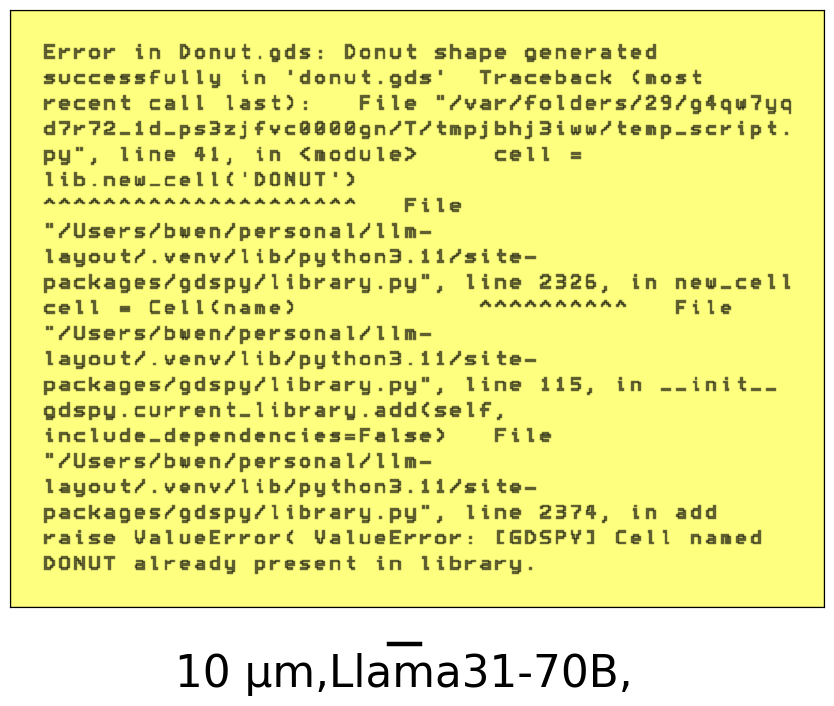 Error in Donut.gds: Donut shape generated
successfully in 'donut.gds'  Traceback (most
recent call last):   File "/var/folders/29/g4qw7yq
d7r72_1d_ps3zjfvc0000gn/T/tmpjbhj3iww/temp_script.
py", line 41, in <module>     cell =
lib.new_cell('DONUT')
^^^^^^^^^^^^^^^^^^^^^   File
"/Users/bwen/personal/llm-
layout/.venv/lib/python3.11/site-
packages/gdspy/library.py", line 2326, in new_cell
cell = Cell(name)            ^^^^^^^^^^   File
"/Users/bwen/personal/llm-
layout/.venv/lib/python3.11/site-
packages/gdspy/library.py", line 115, in __init__
gdspy.current_library.add(self,
include_dependencies=False)   File
"/Users/bwen/personal/llm-
layout/.venv/lib/python3.11/site-
packages/gdspy/library.py", line 2374, in add
raise ValueError( ValueError: [GDSPY] Cell named
DONUT already present in library.
10 μm,Llama31-70B,